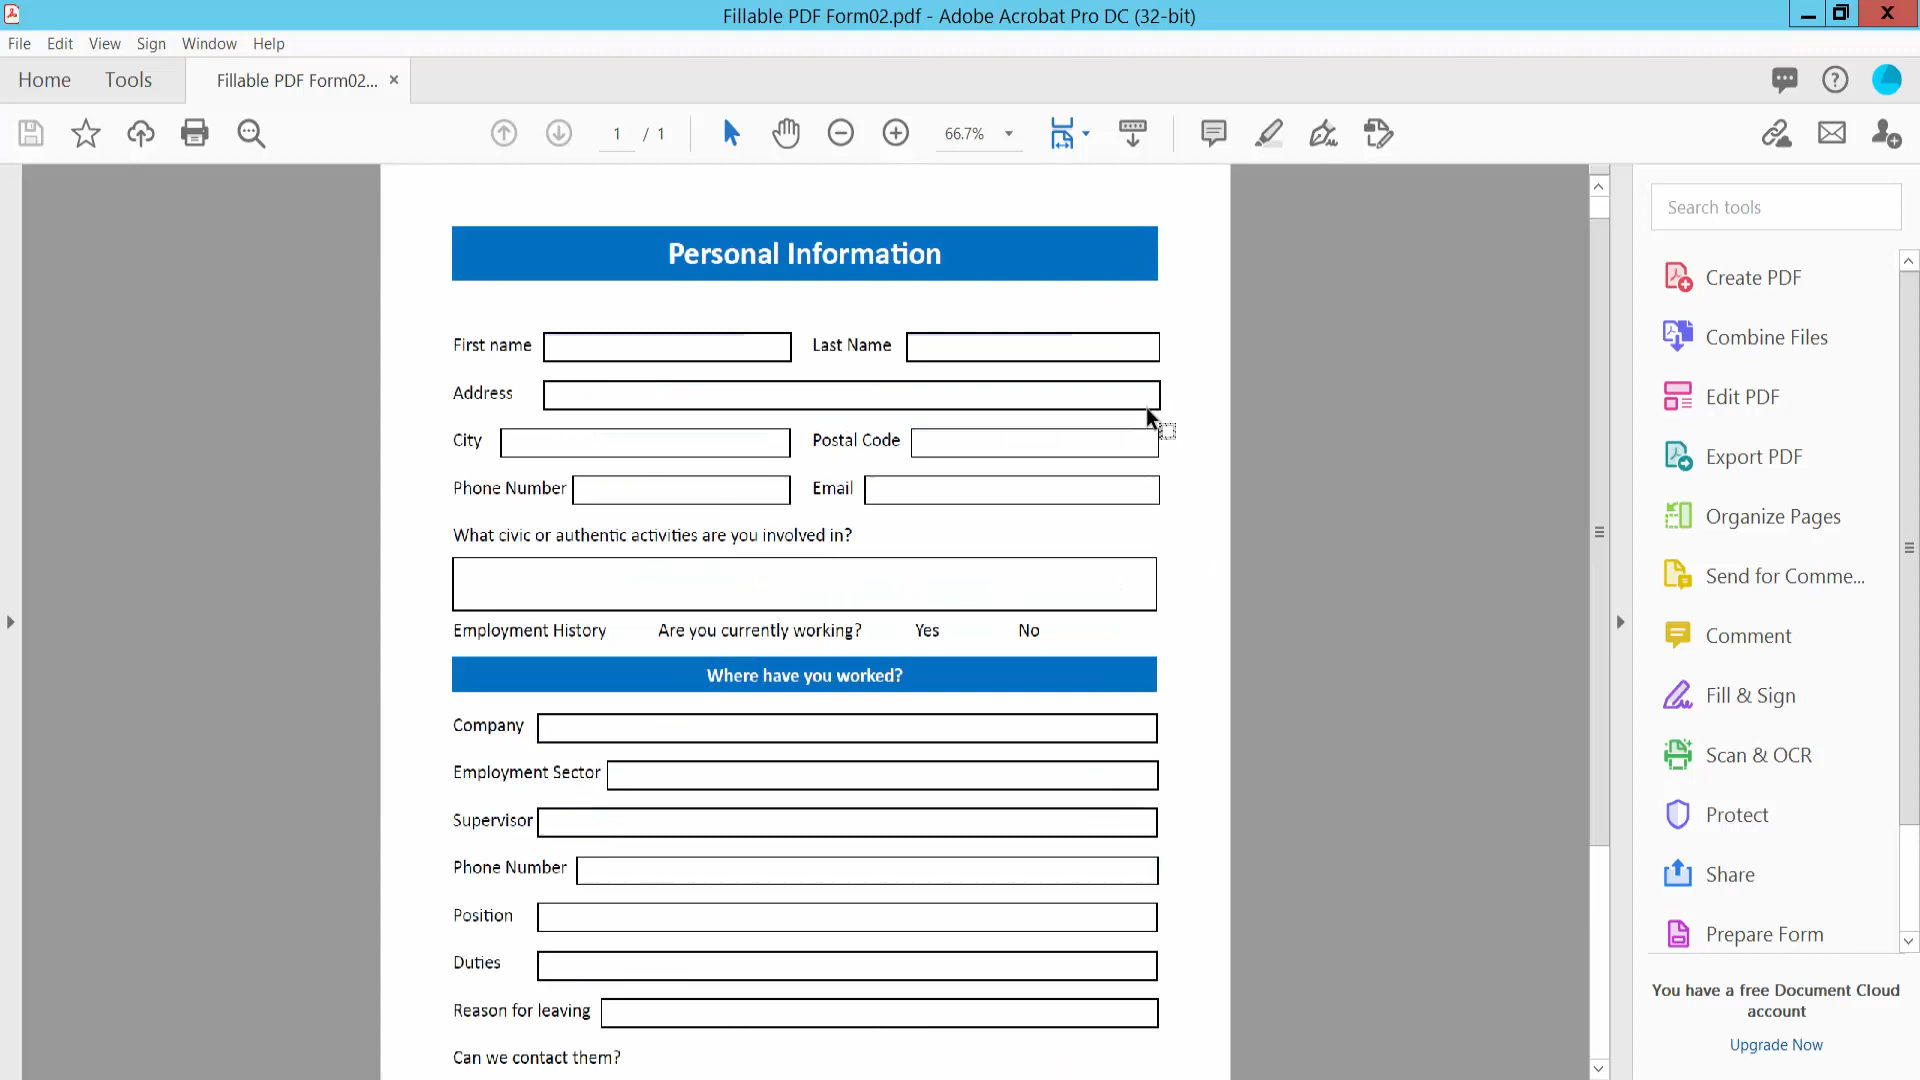 Fillable PDF Form02.pdf - Adobe Acrobat Pro DC (32-bit)
File Edit View Sign Window Help
Home Tools Fillable PDF Form02... ×
1 / 1 66.7%
Search tools
Personal Information
First name Last Name
Address
City Postal Code
Phone Number Email
What civic or authentic activities are you involved in?
Employment History Are you currently working? Yes No
Where have you worked?
Company
Employment Sector
Supervisor
Phone Number
Position
Duties
Reason for leaving
Can we contact them?
Create PDF
Combine Files
Edit PDF
Export PDF
Organize Pages
Send for Comme...
Comment
Fill & Sign
Scan & OCR
Protect
Share
Prepare Form
You have a free Document Cloud
account
Upgrade Now